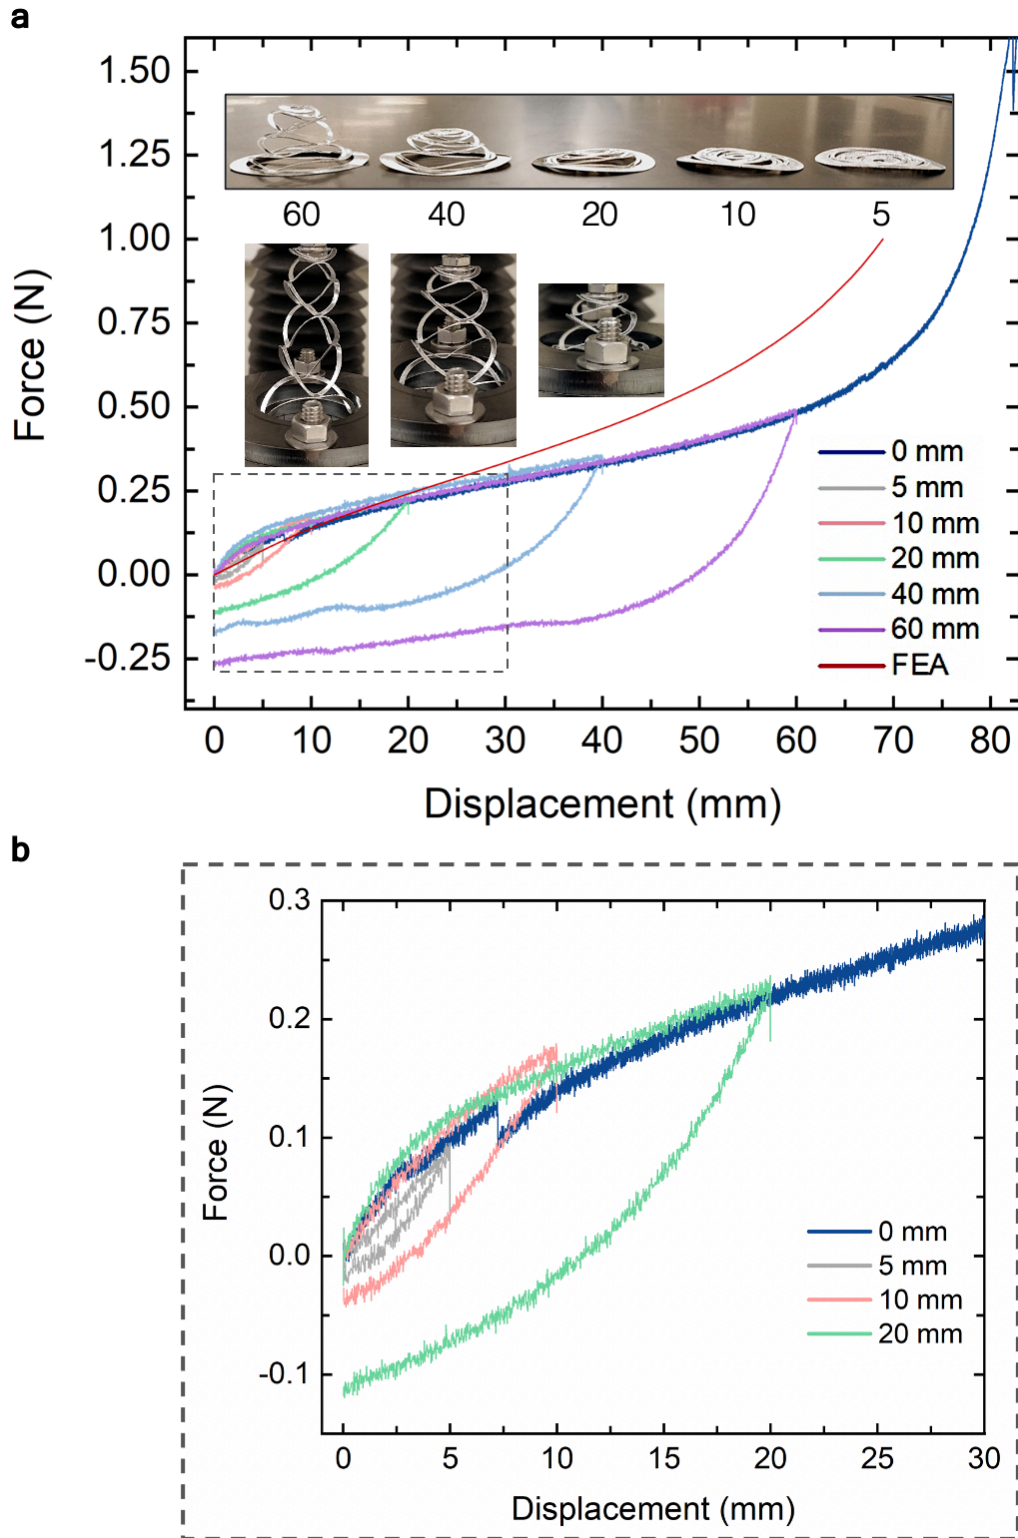 a
1.50
1.25
1.00
0.75
0.50
0.25
0.00
-0.25
Force (N)
60 40 20 10 5
0 mm
5 mm
10 mm
20 mm
40 mm
60 mm
FEA
0 10 20 30 40 50 60 70 80
Displacement (mm)
b
0.3
0.2
0.1
0.0
-0.1
Force (N)
0 mm
5 mm
10 mm
20 mm
0 5 10 15 20 25 30
Displacement (mm)